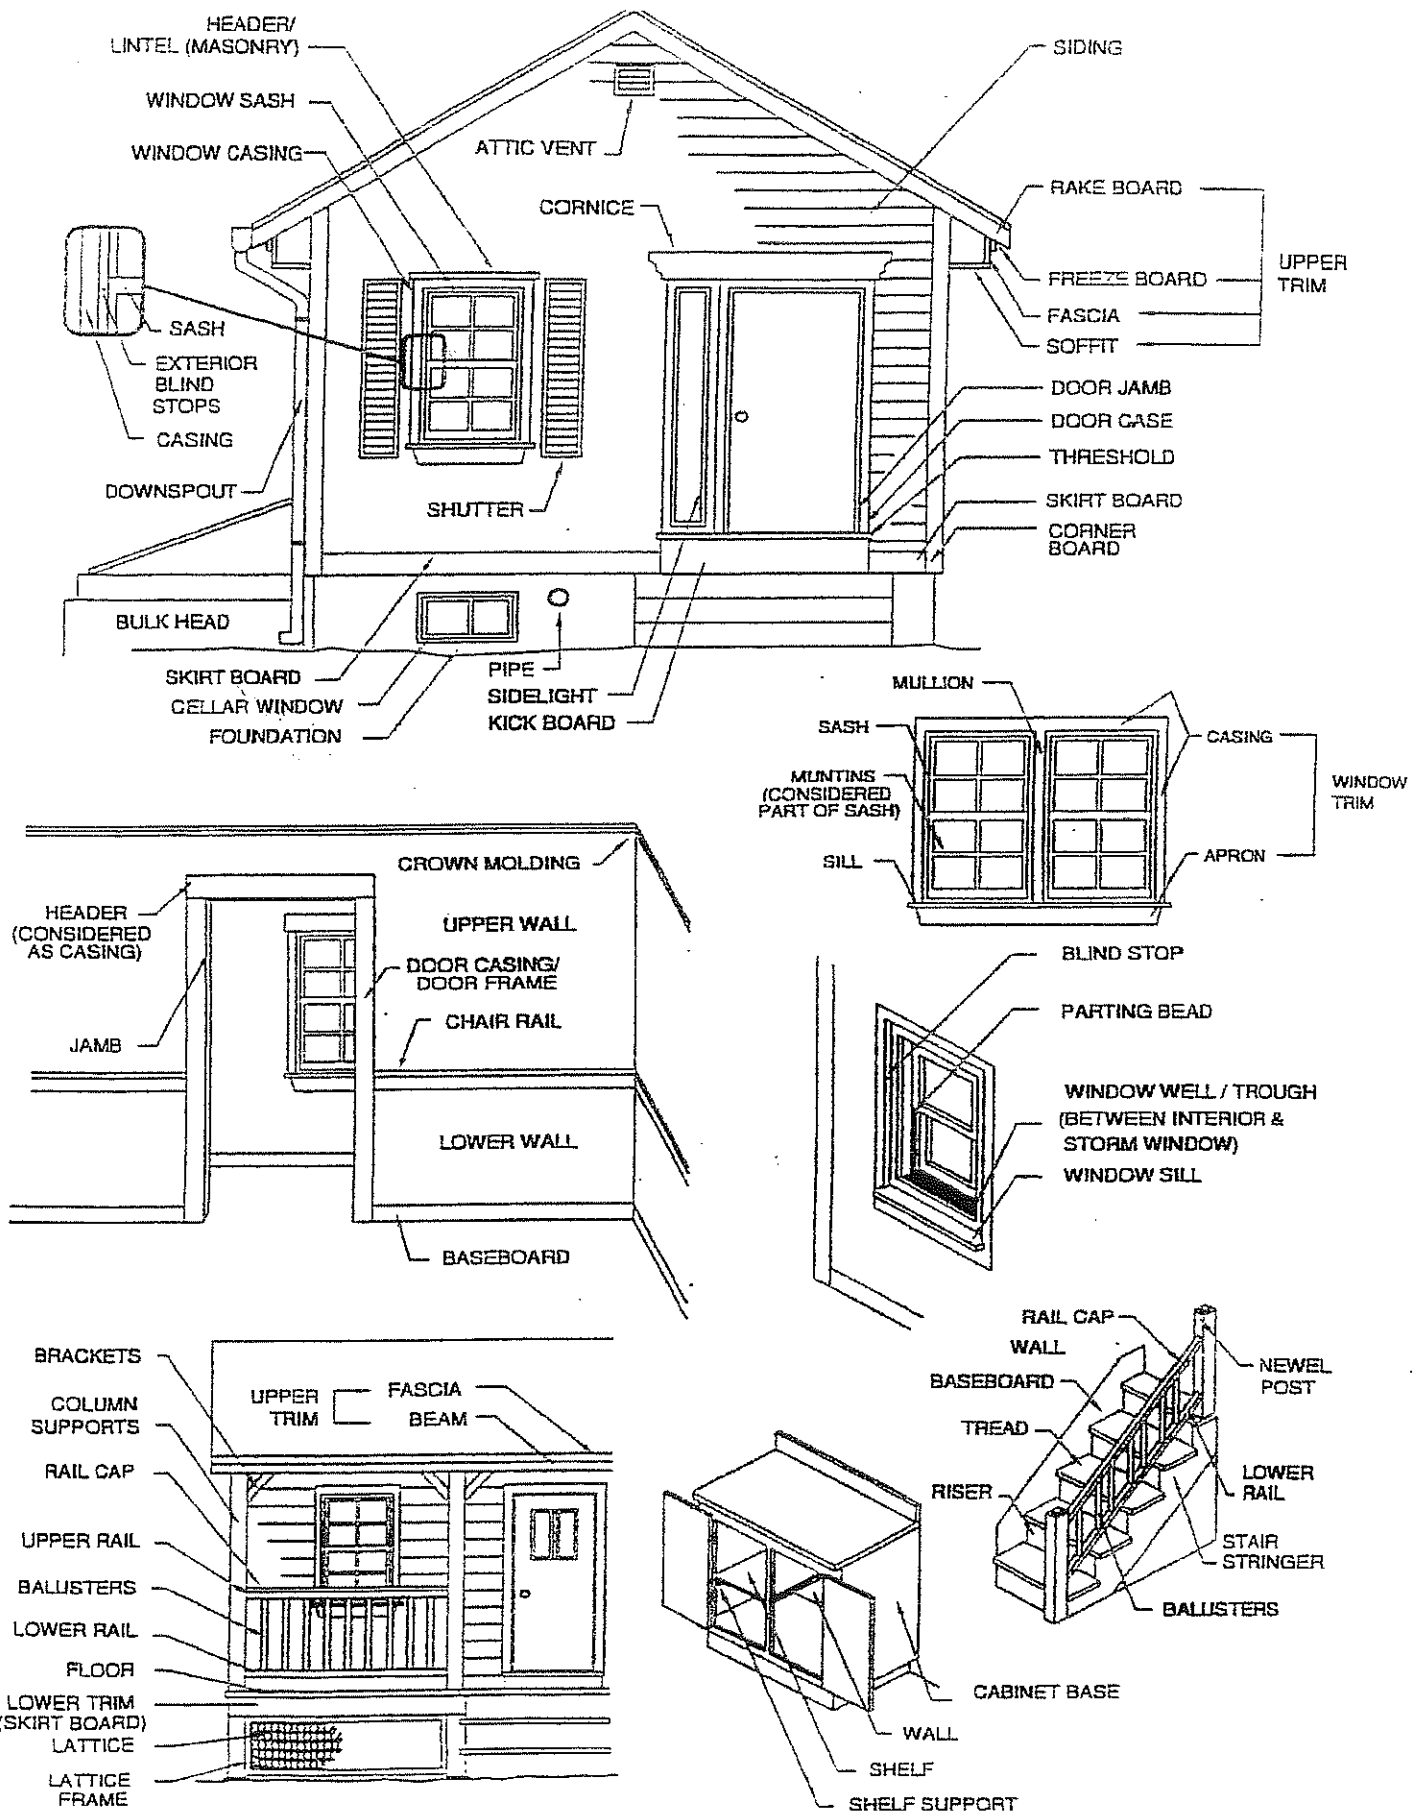 HEADER/
LINTEL (MASONRY)
WINDOW SASH
WINDOW CASING
ATTIC VENT
CORNICE
SIDING
RAKE BOARD
FREEZE BOARD
FASCIA
SOFFIT
UPPER
TRIM
SASH
EXTERIOR
BLIND
STOPS
CASING
DOWNSPOUT
SHUTTER
DOOR JAMB
DOOR CASE
THRESHOLD
SKIRT BOARD
CORNER
BOARD
BULK HEAD
SKIRT BOARD
CELLAR WINDOW
FOUNDATION
PIPE
SIDELIGHT
KICK BOARD
MULLION
SASH
MUNTINS
(CONSIDERED
PART OF SASH)
SILL
CASING
APRON
WINDOW
TRIM
CROWN MOLDING
HEADER
(CONSIDERED
AS CASING)
UPPER WALL
DOOR CASING/
DOOR FRAME
CHAIR RAIL
JAMB
LOWER WALL
BASEBOARD
BLIND STOP
PARTING BEAD
WINDOW WELL / TROUGH
(BETWEEN INTERIOR &
STORM WINDOW)
WINDOW SILL
BRACKETS
COLUMN
SUPPORTS
RAIL CAP
UPPER RAIL
BALUSTERS
LOWER RAIL
FLOOR
LOWER TRIM
(SKIRT BOARD)
LATTICE
LATTICE
FRAME
UPPER
TRIM
FASCIA
BEAM
CABINET BASE
WALL
SHELF
SHELF SUPPORT
RAIL CAP
WALL
BASEBOARD
TREAD
RISER
NEWEL
POST
LOWER
RAIL
STAIR
STRINGER
BALUSTERS